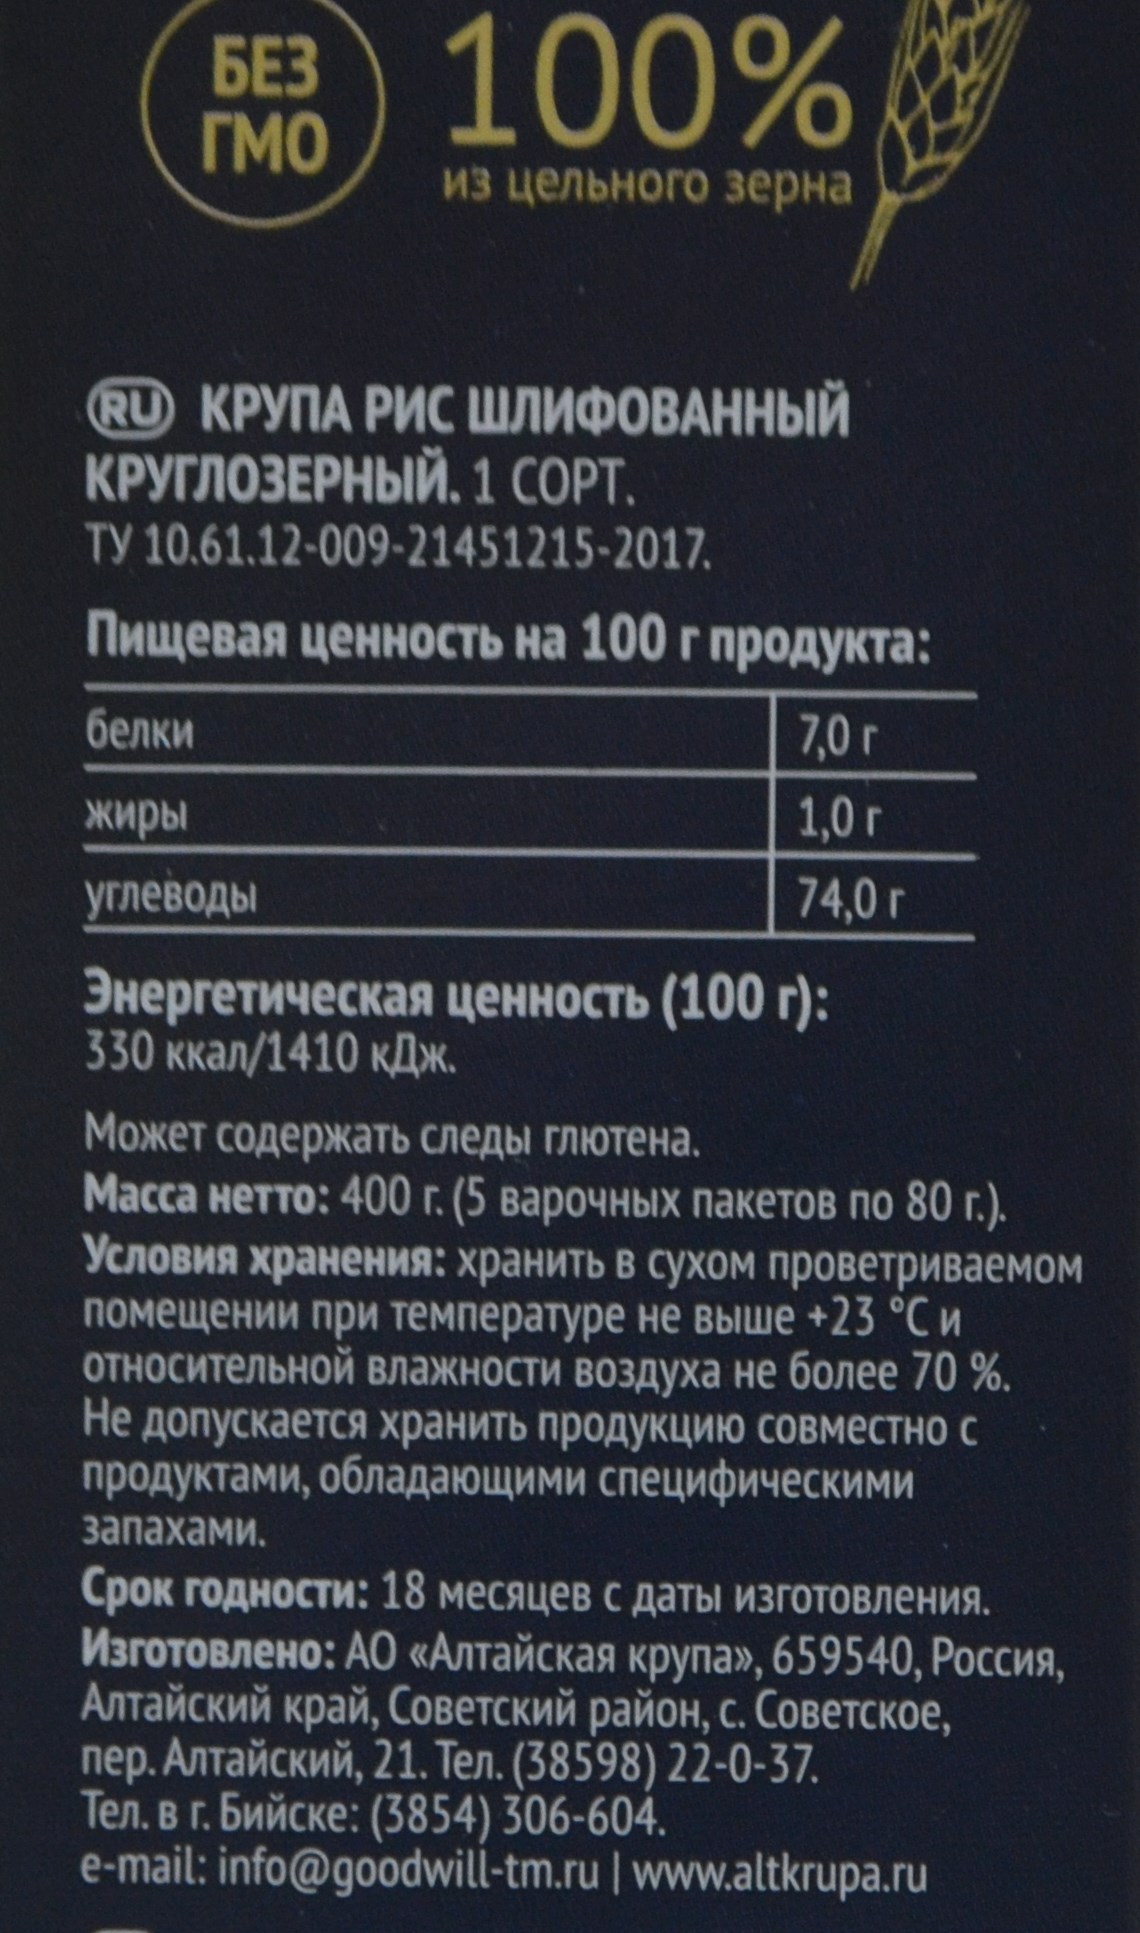 БЕЗ
ГМО
100%
из цельного зерна
RU КРУПА РИС ШЛИФОВАННЫЙ
КРУГЛОЗЕРНЫЙ. 1 СОРТ.
ТУ 10.61.12-009-21451215-2017.
Пищевая ценность на 100 г продукта:
белки 7,0 г
жиры 1,0 г
углеводы 74,0 г
Энергетическая ценность (100 г):
330 ккал/1410 кДж.
Может содержать следы глютена.
Масса нетто: 400 г. (5 варочных пакетов по 80 г.).
Условия хранения: хранить в сухом проветриваемом
помещении при температуре не выше +23 °С и
относительной влажности воздуха не более 70 %.
Не допускается хранить продукцию совместно с
продуктами, обладающими специфическими
запахами.
Срок годности: 18 месяцев с даты изготовления.
Изготовлено: АО «Алтайская крупа», 659540, Россия,
Алтайский край, Советский район, с. Советское,
пер. Алтайский, 21. Тел. (38598) 22-0-37.
Тел. в г. Бийске: (3854) 306-604.
e-mail: info@goodwill-tm.ru | www.altkrupa.ru